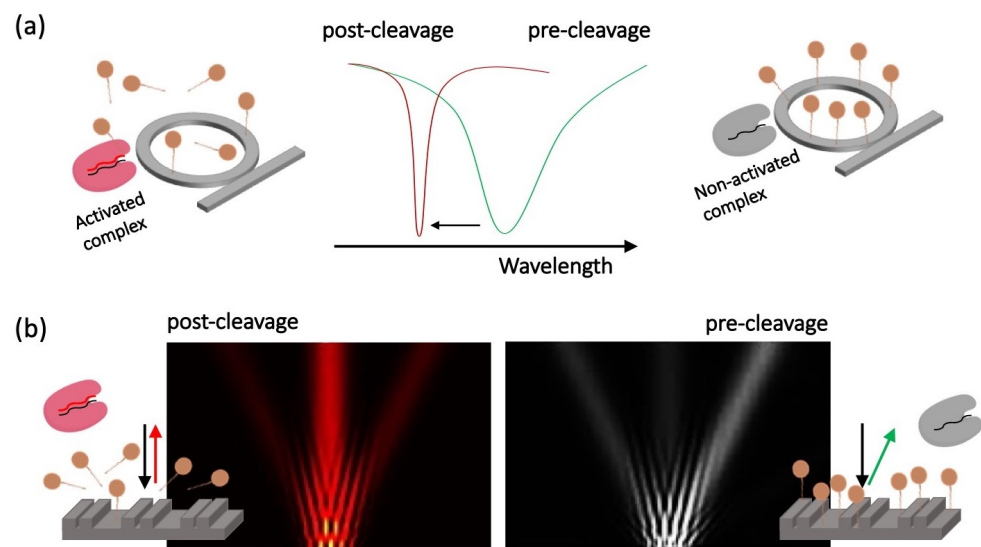 (a)
post-cleavage
pre-cleavage
Activated
complex
Non-activated
complex
Wavelength
(b)
post-cleavage
pre-cleavage